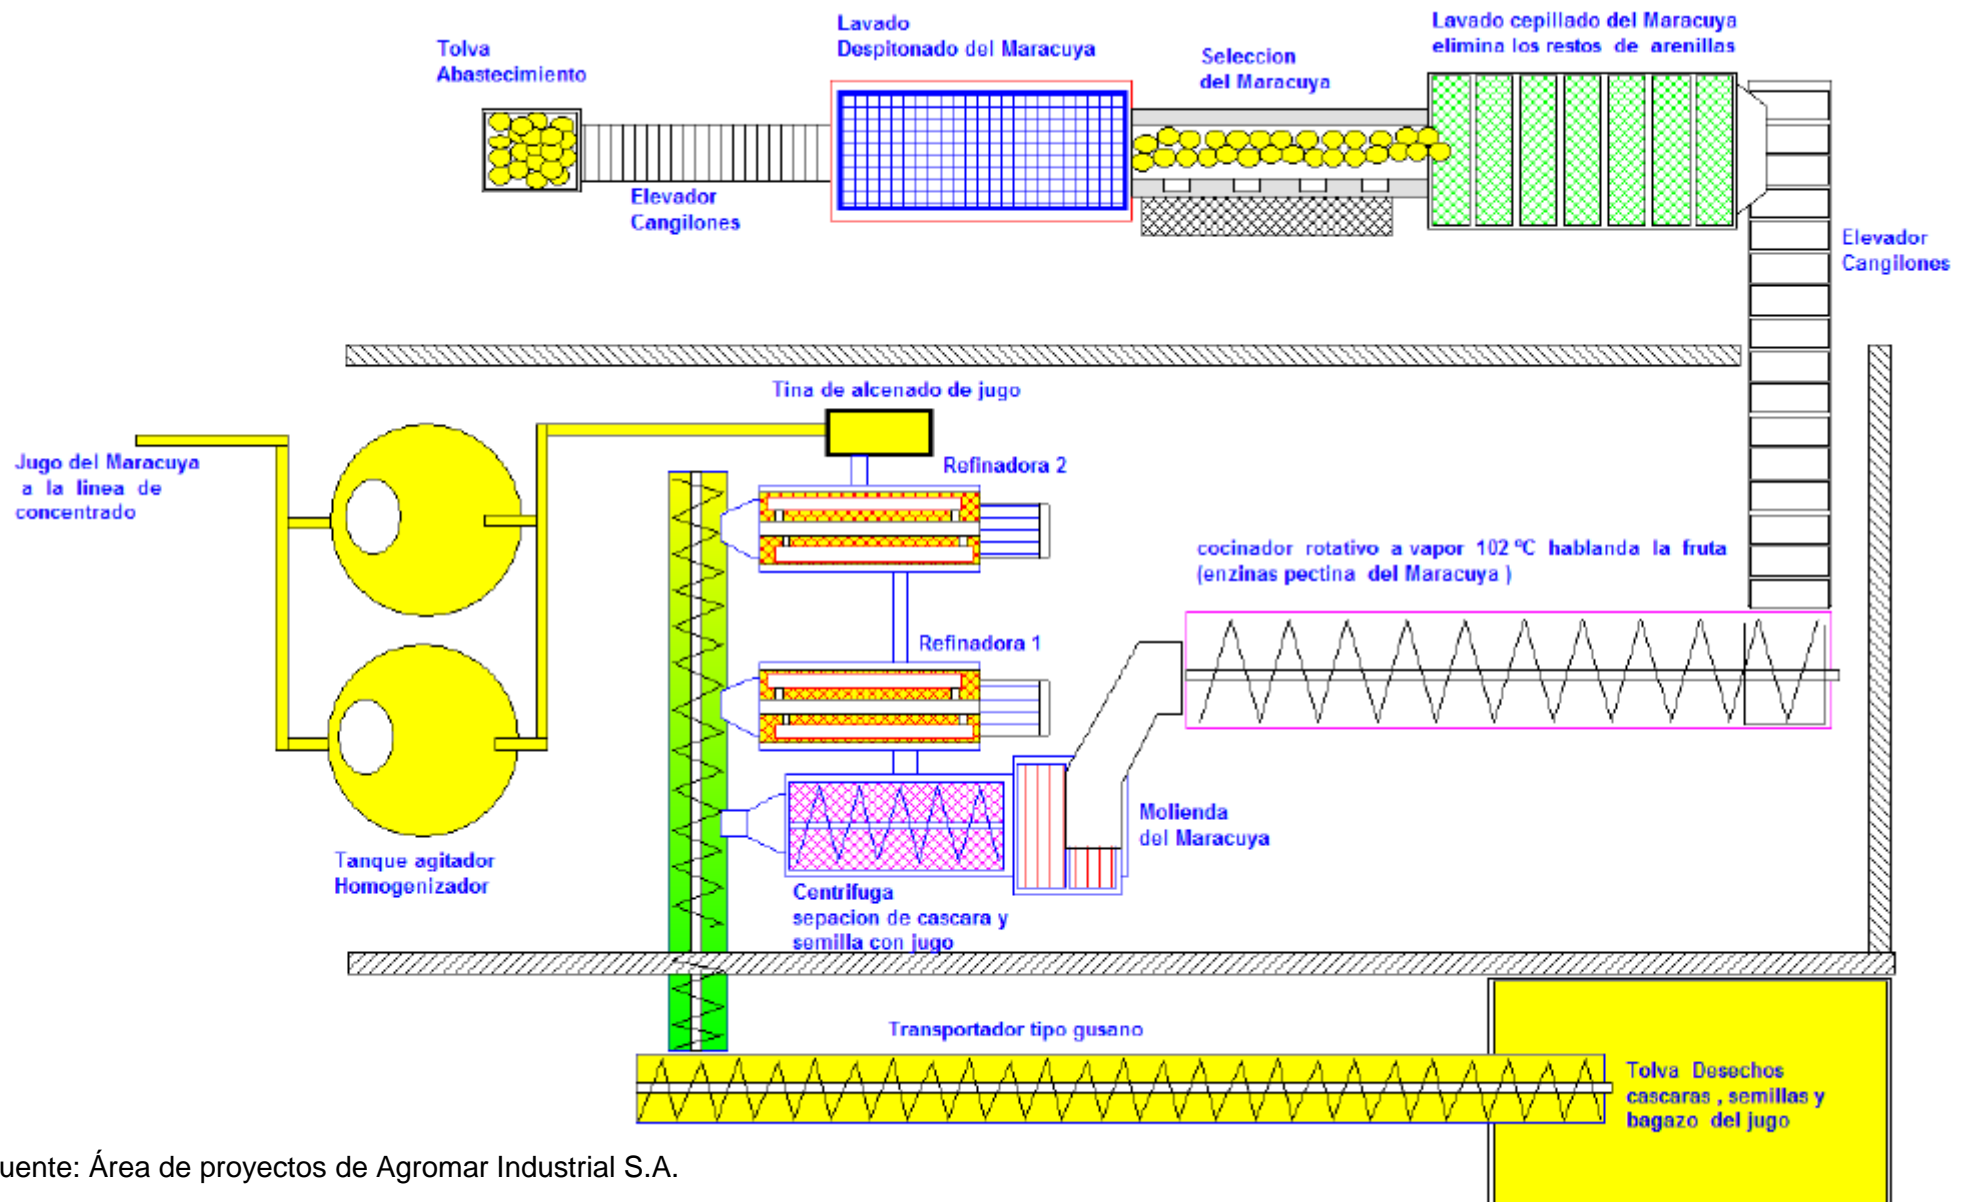 Tolva
Abastecimiento
Elevador
Cangilones
Lavado
Despitonado del Maracuya
Seleccion
del Maracuya
Lavado cepillado del Maracuya
elimina los restos de arenillas
Elevador
Cangilones
Tina de alcenado de jugo
Jugo del Maracuya
a la linea de
concentrado
Refinadora 2
cocinador rotativo a vapor 102 ºC hablanda la fruta
(enzinas pectina del Maracuya )
Refinadora 1
Molienda
del Maracuya
Tanque agitador
Homogenizador
Centrifuga
sepacion de cascara y
semilla con jugo
Transportador tipo gusano
Tolva Desechos
cascaras , semillas y
bagazo del jugo
uente: Área de proyectos de Agromar Industrial S.A.